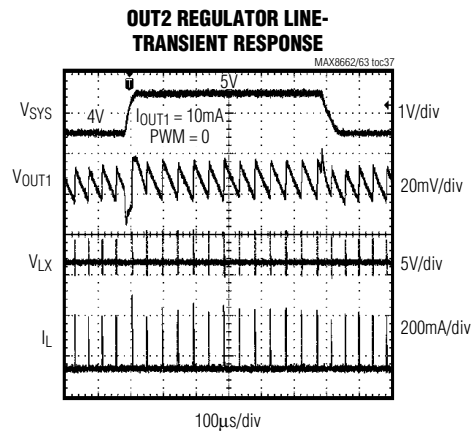 OUT2 REGULATOR LINE-
TRANSIENT RESPONSE
MAX8662/63 toc37
T
5V
VSYS
4V
IOUT1 = 10mA
PWM = 0
1V/div
VOUT1
20mV/div
VLX
5V/div
IL
200mA/div
100μs/div